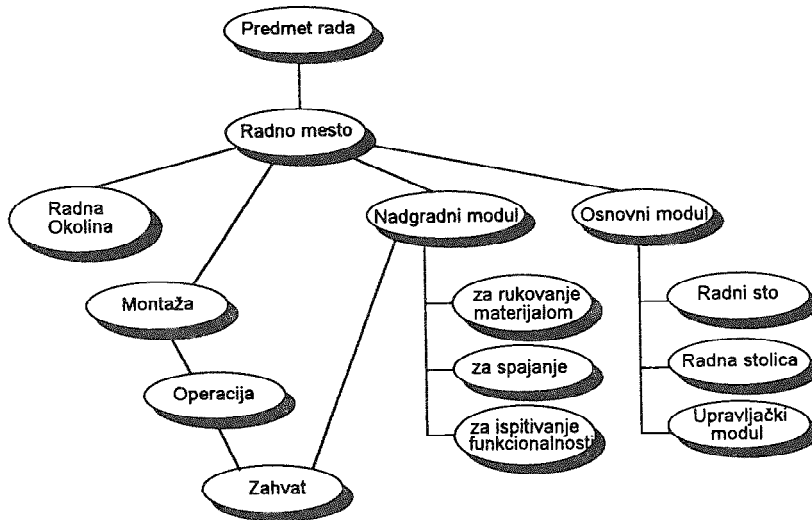 Predmet rada
Radno mesto
Radna
Okolina
Nadgradni modul
Osnovni modul
Montaža
za rukovanje
materijalom
Radni sto
Operacija
za spajanje
Radna stolica
za ispitivanje
funkcionalnosti
Upravljački
modul
Zahvat